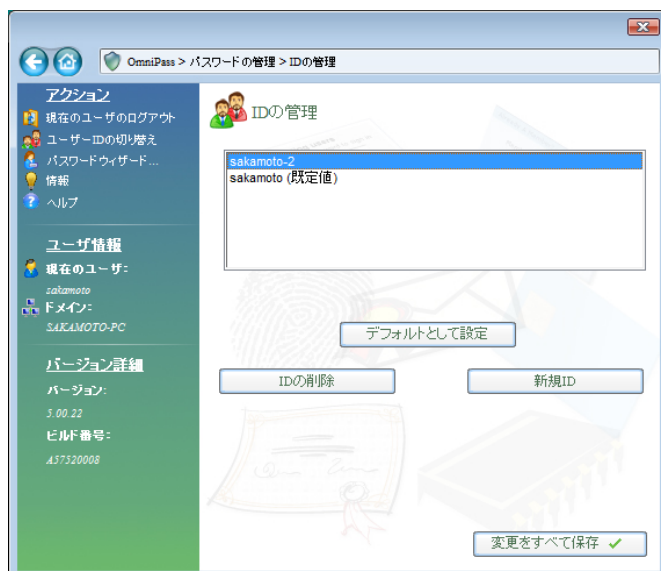 OmniPass > パスワードの管理 > IDの管理
アクション
現在のユーザのログアウト
ユーザーIDの切り替え
パスワードウィザード...
情報
ヘルプ
ユーザ情報
現在のユーザ:
sakamoto
ドメイン:
SAKAMOTO-PC
バージョン詳細
バージョン:
5.00.22
ビルド番号:
A57520008
IDの管理
sakamoto-2
sakamoto (既定値)
デフォルトとして設定
IDの削除
新規ID
変更をすべて保存